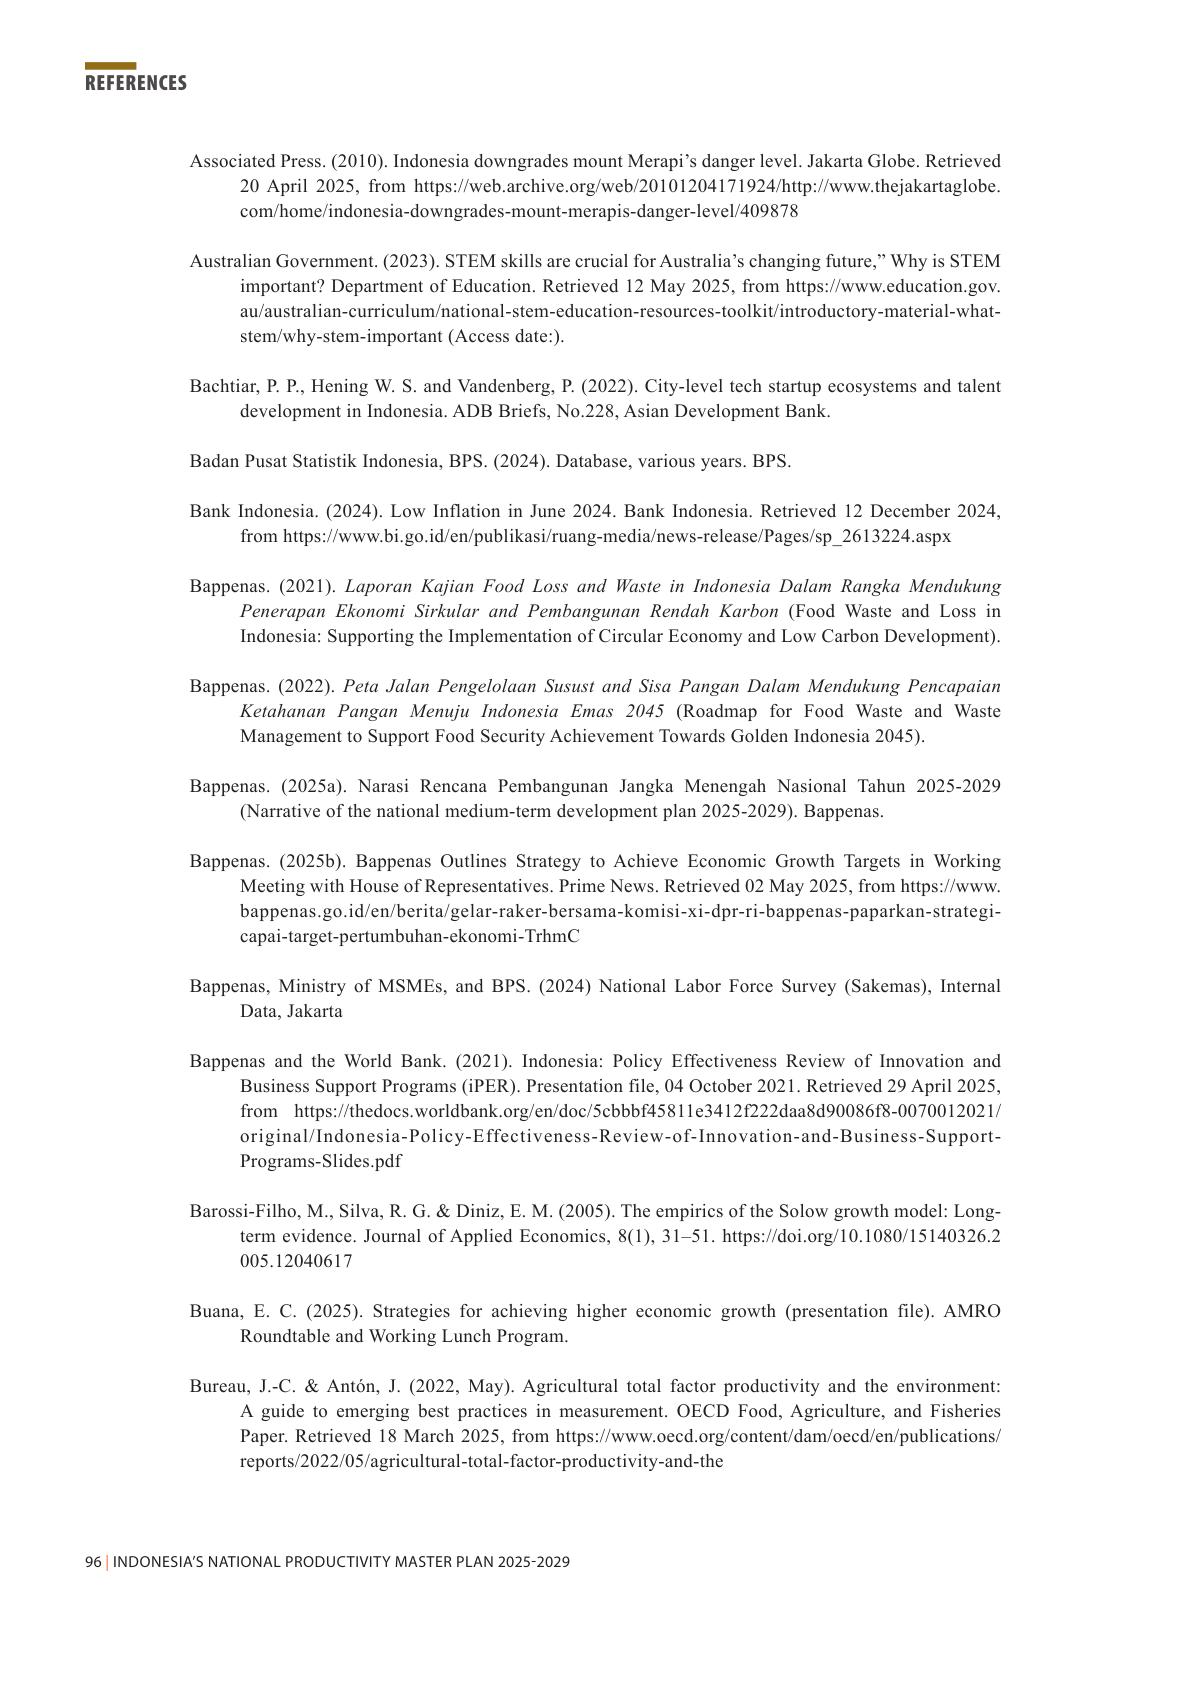 REFERENCES
Associated Press. (2010). Indonesia downgrades mount Merapi’s danger level. Jakarta Globe. Retrieved
20 April 2025, from https://web.archive.org/web/20101204171924/http://www.thejakartaglobe.
com/home/indonesia-downgrades-mount-merapis-danger-level/409878
Australian Government. (2023). STEM skills are crucial for Australia’s changing future,” Why is STEM
important? Department of Education. Retrieved 12 May 2025, from https://www.education.gov.
au/australian-curriculum/national-stem-education-resources-toolkit/introductory-material-what-
stem/why-stem-important (Access date:).
Bachtiar, P. P., Hening W. S. and Vandenberg, P. (2022). City-level tech startup ecosystems and talent
development in Indonesia. ADB Briefs, No.228, Asian Development Bank.
Badan Pusat Statistik Indonesia, BPS. (2024). Database, various years. BPS.
Bank Indonesia. (2024). Low Inflation in June 2024. Bank Indonesia. Retrieved 12 December 2024,
from https://www.bi.go.id/en/publikasi/ruang-media/news-release/Pages/sp_2613224.aspx
Bappenas. (2021). Laporan Kajian Food Loss and Waste in Indonesia Dalam Rangka Mendukung
Penerapan Ekonomi Sirkular and Pembangunan Rendah Karbon (Food Waste and Loss in
Indonesia: Supporting the Implementation of Circular Economy and Low Carbon Development).
Bappenas. (2022). Peta Jalan Pengelolaan Susust and Sisa Pangan Dalam Mendukung Pencapaian
Ketahanan Pangan Menuju Indonesia Emas 2045 (Roadmap for Food Waste and Waste
Management to Support Food Security Achievement Towards Golden Indonesia 2045).
Bappenas. (2025a). Narasi Rencana Pembangunan Jangka Menengah Nasional Tahun 2025-2029
(Narrative of the national medium-term development plan 2025-2029). Bappenas.
Bappenas. (2025b). Bappenas Outlines Strategy to Achieve Economic Growth Targets in Working
Meeting with House of Representatives. Prime News. Retrieved 02 May 2025, from https://www.
bappenas.go.id/en/berita/gelar-raker-bersama-komisi-xi-dpr-ri-bappenas-paparkan-strategi-
capai-target-pertumbuhan-ekonomi-TrhmC
Bappenas, Ministry of MSMEs, and BPS. (2024) National Labor Force Survey (Sakemas), Internal
Data, Jakarta
Bappenas and the World Bank. (2021). Indonesia: Policy Effectiveness Review of Innovation and
Business Support Programs (iPER). Presentation file, 04 October 2021. Retrieved 29 April 2025,
from https://thedocs.worldbank.org/en/doc/5cbbbf45811e3412f222daa8d90086f8-0070012021/
original/Indonesia-Policy-Effectiveness-Review-of-Innovation-and-Business-Support-
Programs-Slides.pdf
Barossi-Filho, M., Silva, R. G. & Diniz, E. M. (2005). The empirics of the Solow growth model: Long-
term evidence. Journal of Applied Economics, 8(1), 31–51. https://doi.org/10.1080/15140326.2
005.12040617
Buana, E. C. (2025). Strategies for achieving higher economic growth (presentation file). AMRO
Roundtable and Working Lunch Program.
Bureau, J.-C. & Antón, J. (2022, May). Agricultural total factor productivity and the environment:
A guide to emerging best practices in measurement. OECD Food, Agriculture, and Fisheries
Paper. Retrieved 18 March 2025, from https://www.oecd.org/content/dam/oecd/en/publications/
reports/2022/05/agricultural-total-factor-productivity-and-the
96 | INDONESIA’S NATIONAL PRODUCTIVITY MASTER PLAN 2025-2029